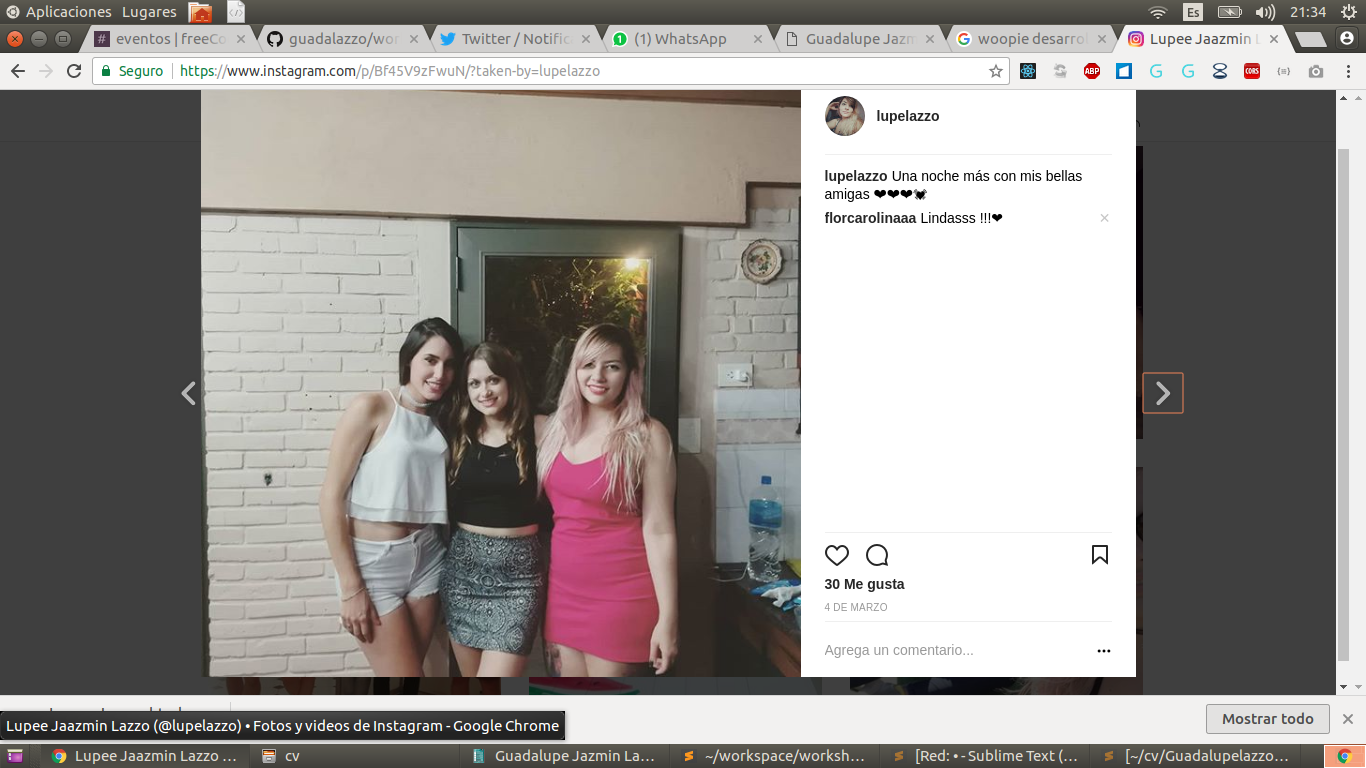 Aplicaciones Lugares
Es
21:34
eventos | freeCo
guadalazzo/wor
Twitter / Notific
(1) WhatsApp
Guadalupe Jazm
woopie desarrol
Lupee Jaazmin L
Seguro
https://www.instagram.com/p/Bf45V9zFwuN/?taken-by=lupelazzo
ABP
CORS
lupelazzo
lupelazzo Una noche más con mis bellas
amigas ❤❤❤💓
florcarolinaaa Lindasss !!!❤
30 Me gusta
4 DE MARZO
Agrega un comentario...
Mostrar todo
Lupee Jaazmin Lazzo (@lupelazzo) • Fotos y videos de Instagram - Google Chrome
Lupee Jaazmin Lazzo ...
cv
Guadalupe Jazmin La...
~/workspace/worksh...
[Red: • - Sublime Text (...
[~/cv/Guadalupelazzo...